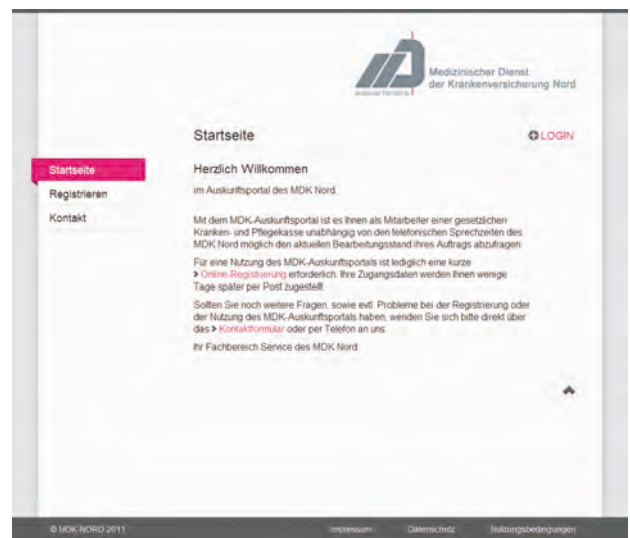 Medizinischer Dienst
der Krankenversicherung Nord
AUSKUNFTSPORTAL
Startseite
LOGIN
Startseite
Registrieren
Kontakt
Herzlich Willkommen
im Auskunftsportal des MDK Nord.
Mit dem MDK-Auskunftsportal ist es Ihnen als Mitarbeiter einer gesetzlichen
Kranken- und Pflegekasse unabhängig von den telefonischen Sprechzeiten des
MDK Nord möglich den aktuellen Bearbeitungsstand ihres Auftrags abzufragen.
Für eine Nutzung des MDK-Auskunftsportals ist lediglich eine kurze
Online-Registrierung erforderlich. Ihre Zugangsdaten werden Ihnen wenige
Tage später per Post zugestellt.
Sollten Sie noch weitere Fragen, sowie evtl. Probleme bei der Registrierung oder
der Nutzung des MDK-Auskunftsportals haben, wenden Sie sich bitte direkt über
das Kontaktformular oder per Telefon an uns.
Ihr Fachbereich Service des MDK Nord
© MDK-NORD 2011
Impressum
Datenschutz
Nutzungsbedingungen